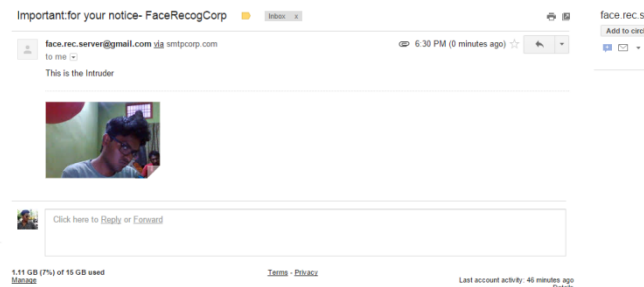 Important:for your notice- FaceRecogCorp
Inbox x
face.rec.server@gmail.com via smtpcorp.com
6:30 PM (0 minutes ago)
to me
This is the Intruder
Click here to Reply or Forward
1.11 GB (7%) of 15 GB used
Manage
Terms - Privacy
Last account activity: 46 minutes ago
Details
face.rec.s
Add to circl